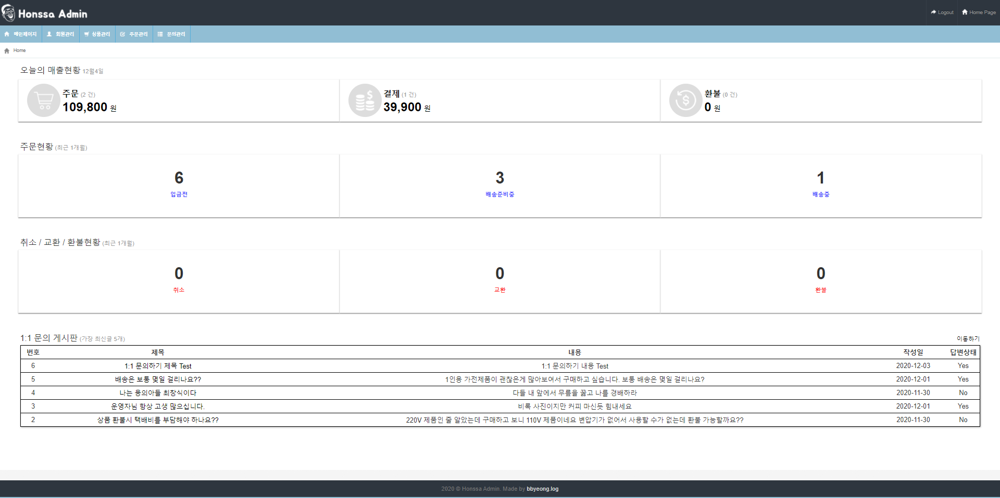 Honssa Admin
Logout Home Page
메인페이지 회원관리 상품관리 주문관리 문의관리
Home
오늘의 매출현황 12월4일
주문 (2 건) 결제 (1 건) 환불 (0 건)
109,800 원 39,900 원 0 원
주문현황 (최근 1개월)
6 3 1
입금전 배송준비중 배송중
취소 / 교환 / 환불현황 (최근 1개월)
0 0 0
취소 교환 환불
1:1 문의 게시판 (가장 최신글 5개) 이동하기
번호 제목 내용 작성일 답변상태
6 1:1 문의하기 제목 Test 1:1 문의하기 내용 Test 2020-12-03 Yes
5 배송은 보통 몇일 걸리나요?? 1인용 가전제품이 괜찮은게 많아보여서 구매하고 싶습니다. 보통 배송은 몇일 걸리나요? 2020-12-01 Yes
4 나는 용의아들 최창식이다 다들 내 앞에서 무릎을 꿇고 나를 경배하라 2020-11-30 No
3 운영자님 항상 고생 많으십니다. 비록 사진이지만 커피 마신듯 힘내세요 2020-12-01 Yes
2 상품 환불시 택배비를 부담해야 하나요?? 220V 제품인 줄 알았는데 구매하고 보니 110V 제품이네요 변압기가 없어서 사용할 수가 없는데 환불 가능할까요?? 2020-11-30 No
2020 © Honssa Admin. Made by bbyeong.log